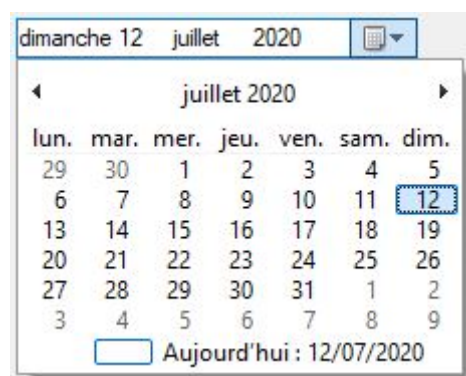 dimanche 12 juillet 2020
juillet 2020
lun. mar. mer. jeu. ven. sam. dim.
29 30 1 2 3 4 5
6 7 8 9 10 11 12
13 14 15 16 17 18 19
20 21 22 23 24 25 26
27 28 29 30 31 1 2
3 4 5 6 7 8 9
Aujourd'hui : 12/07/2020